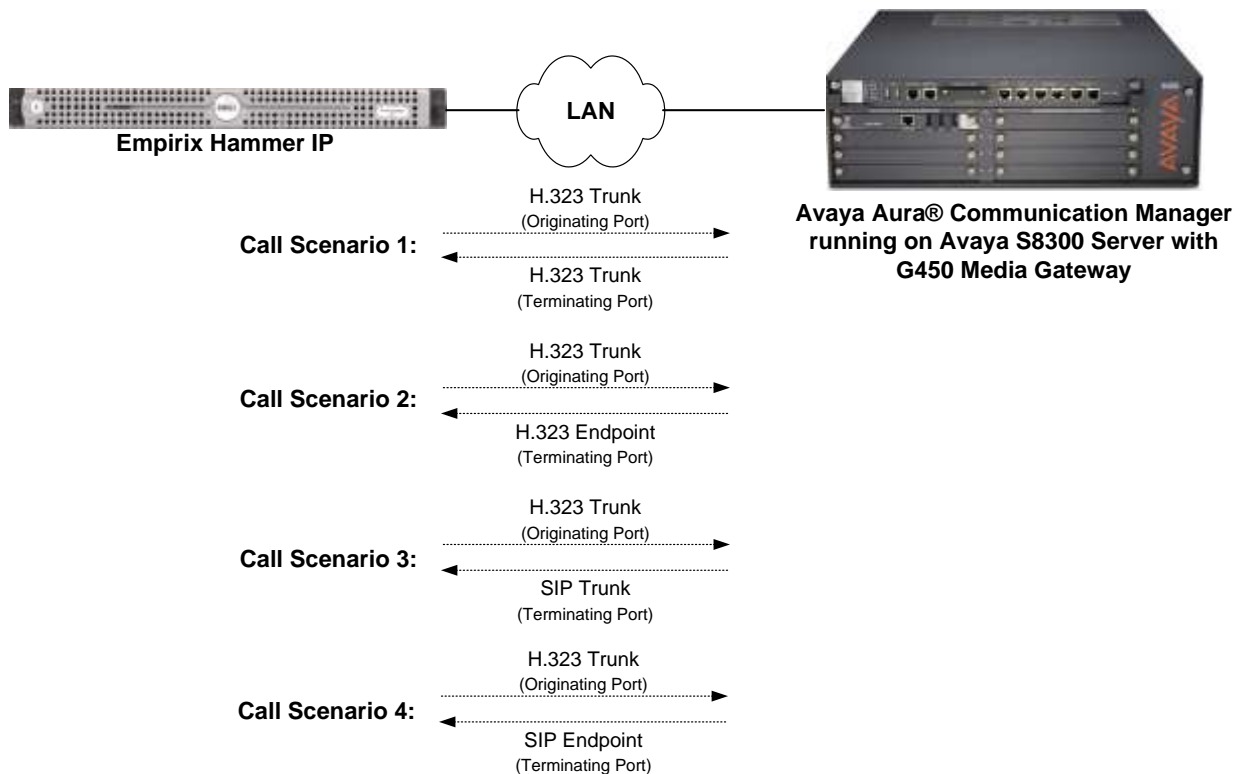 LAN
Empirix Hammer IP
AVAYA
Avaya Aura® Communication Manager
running on Avaya S8300 Server with
G450 Media Gateway
H.323 Trunk
(Originating Port)
Call Scenario 1:
H.323 Trunk
(Terminating Port)
H.323 Trunk
(Originating Port)
Call Scenario 2:
H.323 Endpoint
(Terminating Port)
H.323 Trunk
(Originating Port)
Call Scenario 3:
SIP Trunk
(Terminating Port)
H.323 Trunk
(Originating Port)
Call Scenario 4:
SIP Endpoint
(Terminating Port)